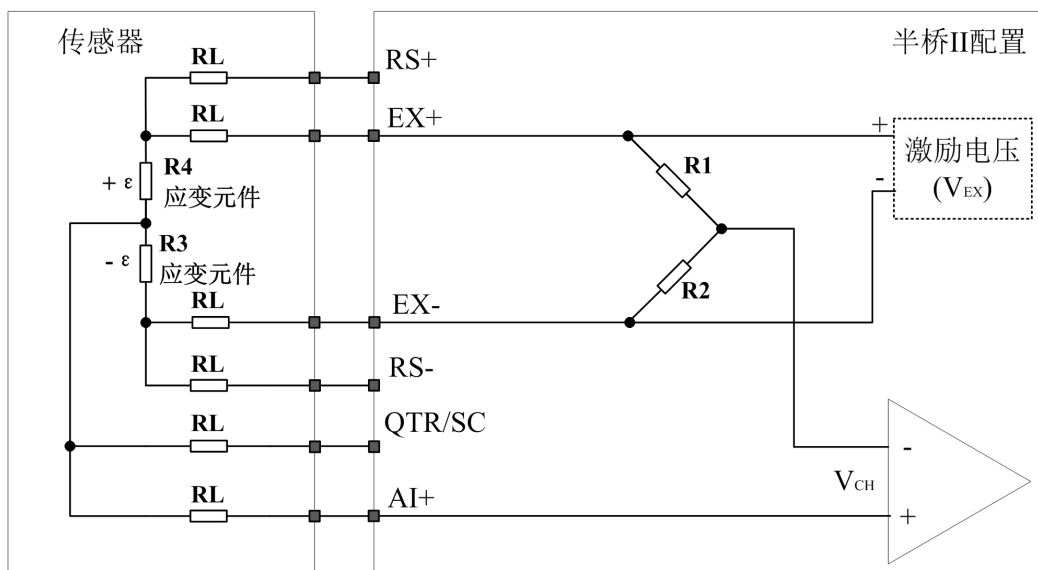 传感器
半桥II配置
RL
RS+
RL
EX+
+
激励电压
(VEX)
-
R4
+ ε
应变元件
R1
R3
- ε
应变元件
R2
RL
EX-
RL
RS-
RL
QTR/SC
-
VCH
RL
AI+
+